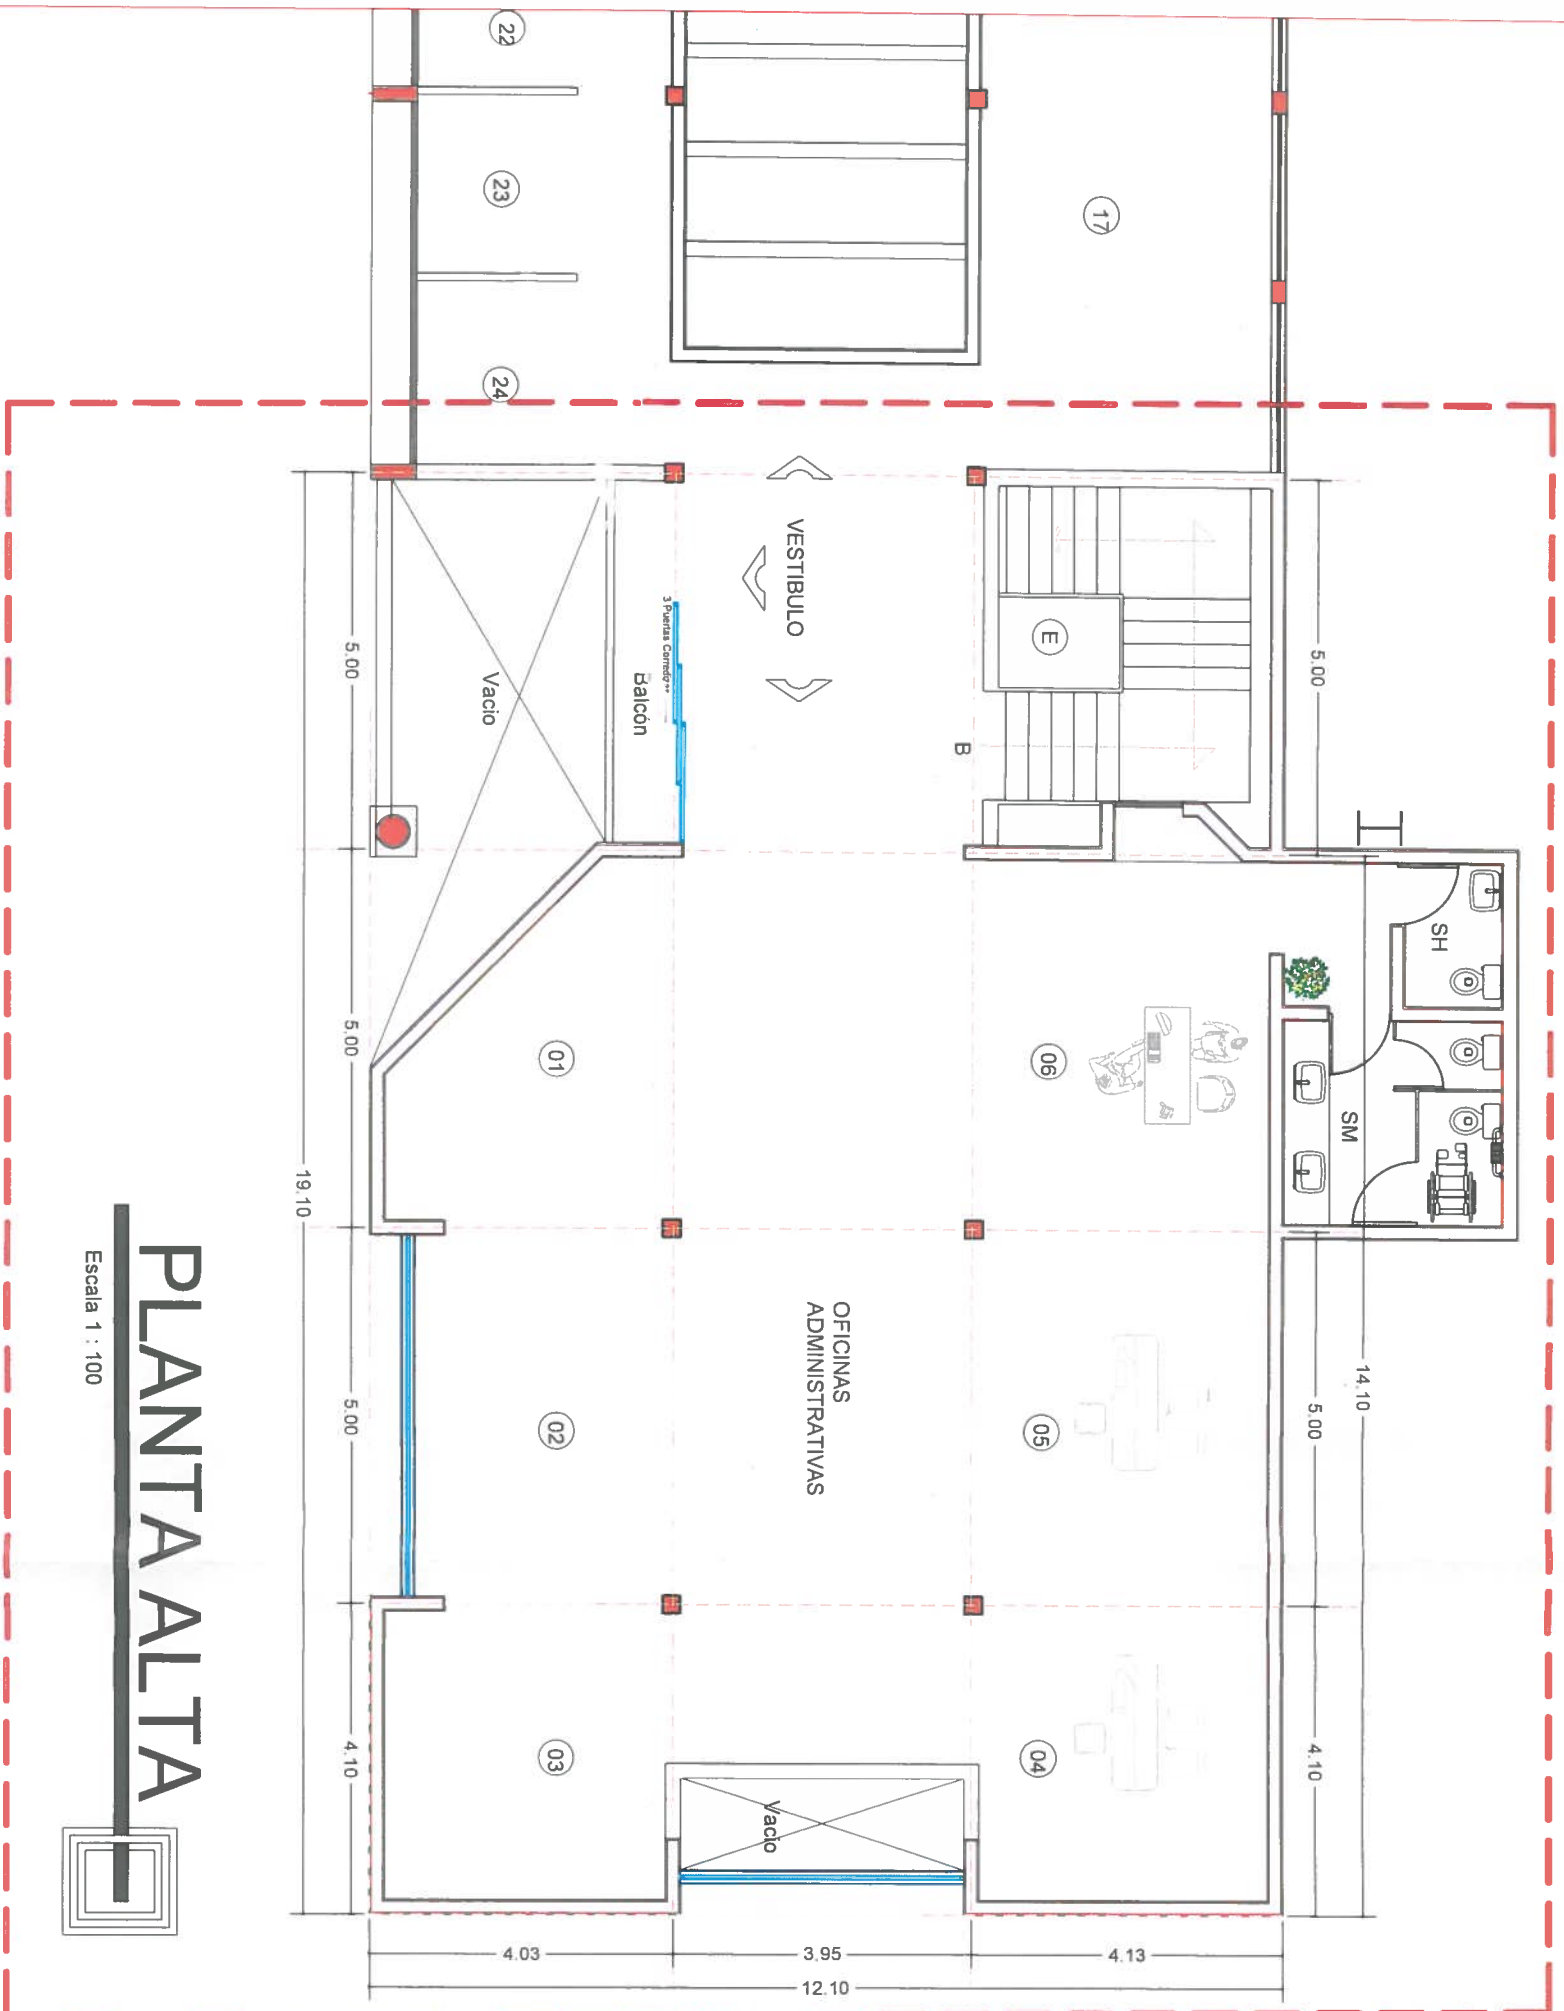 22
23
24
17
VESTIBULO
E
B
3 Puertas
Balcón
Vacio
5.00
5.00
5.00
5.00
4.10
19.10
SH
SM
14.10
5.00
4.10
01
02
03
06
05
04
OFICINAS
ADMINISTRATIVAS
Vacio
4.03
3.95
4.13
12.10
PLANTA ALTA
Escala 1 : 100